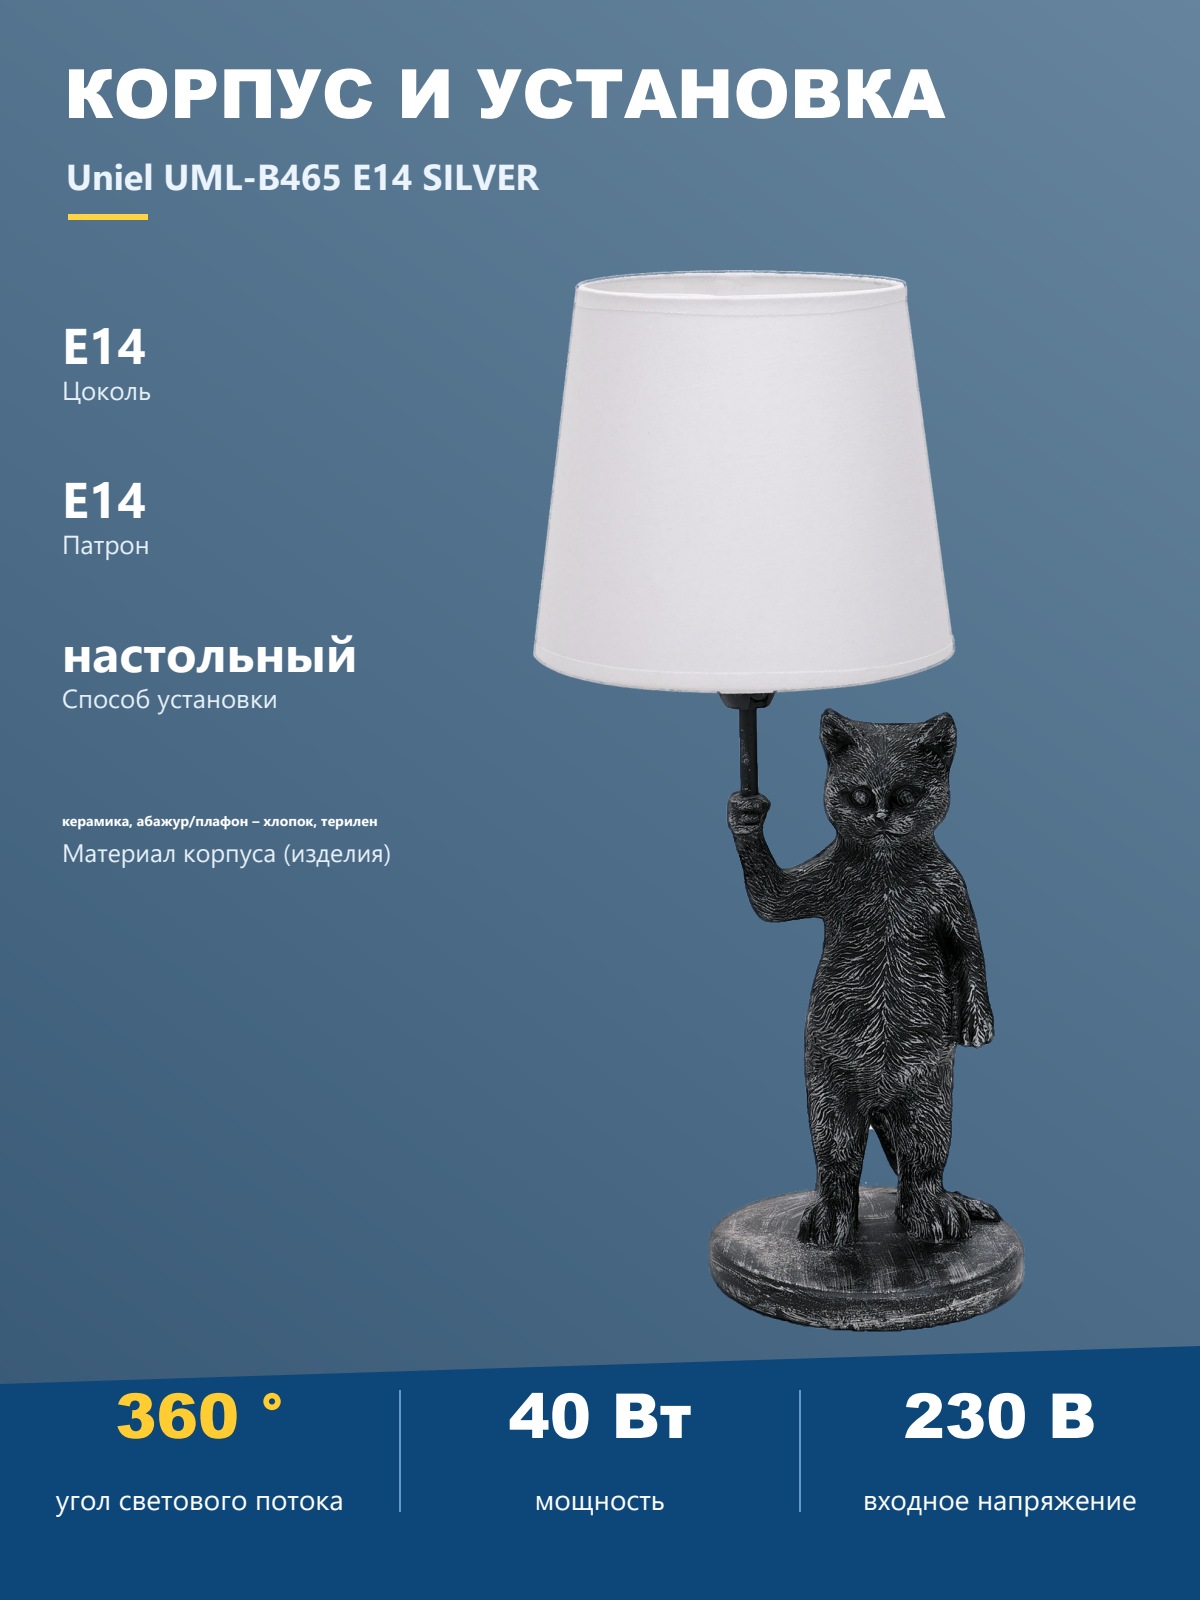 КОРПУС И УСТАНОВКА
Uniel UML-B465 E14 SILVER
E14
Цоколь
E14
Патрон
настольный
Способ установки
керамика, абажур/плафон – хлопок, терилен
Материал корпуса (изделия)
360 °
угол светового потока
40 Вт
мощность
230 В
входное напряжение